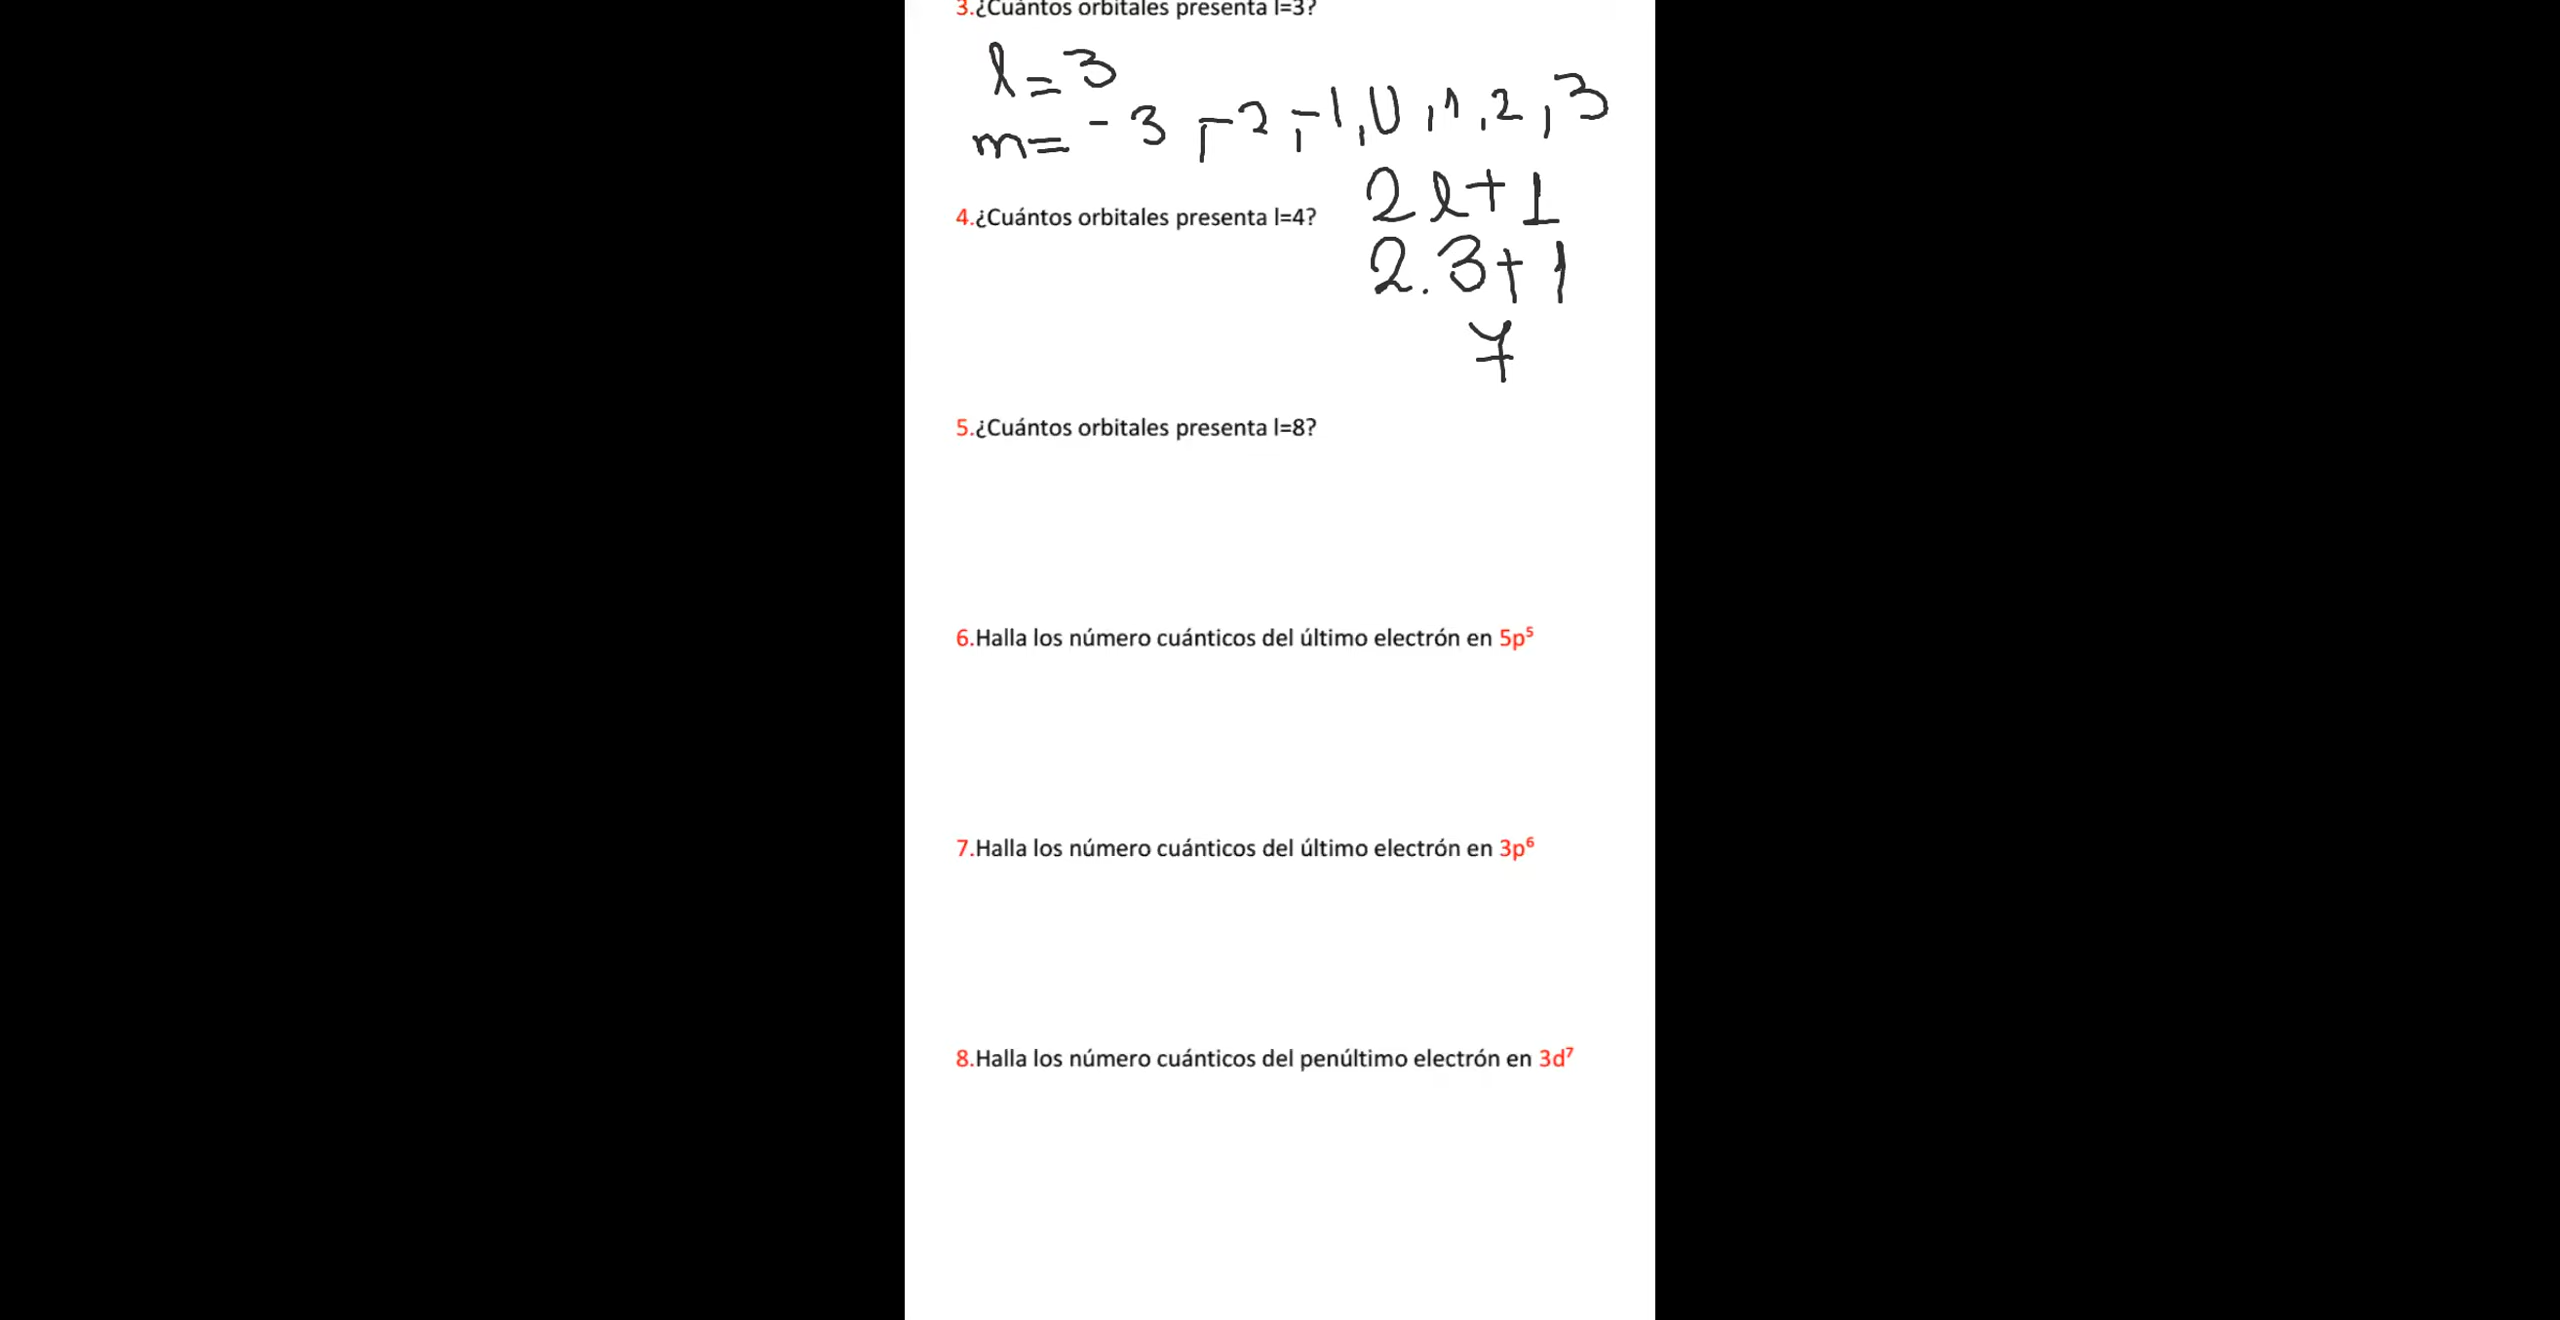 3.¿Cuántos orbitales presenta l=3?
l=3
m= -3, -2, -1, 0, 1, 2, 3
2l+1
4.¿Cuántos orbitales presenta l=4?
2.3+1
7
5.¿Cuántos orbitales presenta l=8?
6.Halla los número cuánticos del último electrón en 5p⁵
7.Halla los número cuánticos del último electrón en 3p⁶
8.Halla los número cuánticos del penúltimo electrón en 3d⁷